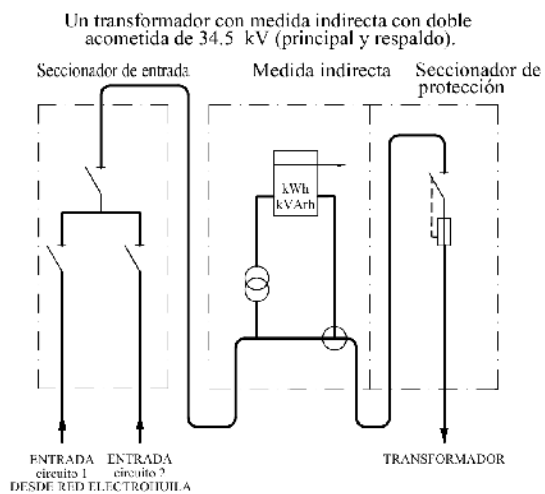 Un transformador con medida indirecta con doble
acometida de 34.5 kV (principal y respaldo).
Seccionador de entrada
Medida indirecta
Seccionador de
protección
kWh
kVArh
ENTRADA
circuito 1
ENTRADA
circuito 2
DESDE RED ELECTROHUILA
TRANSFORMADOR